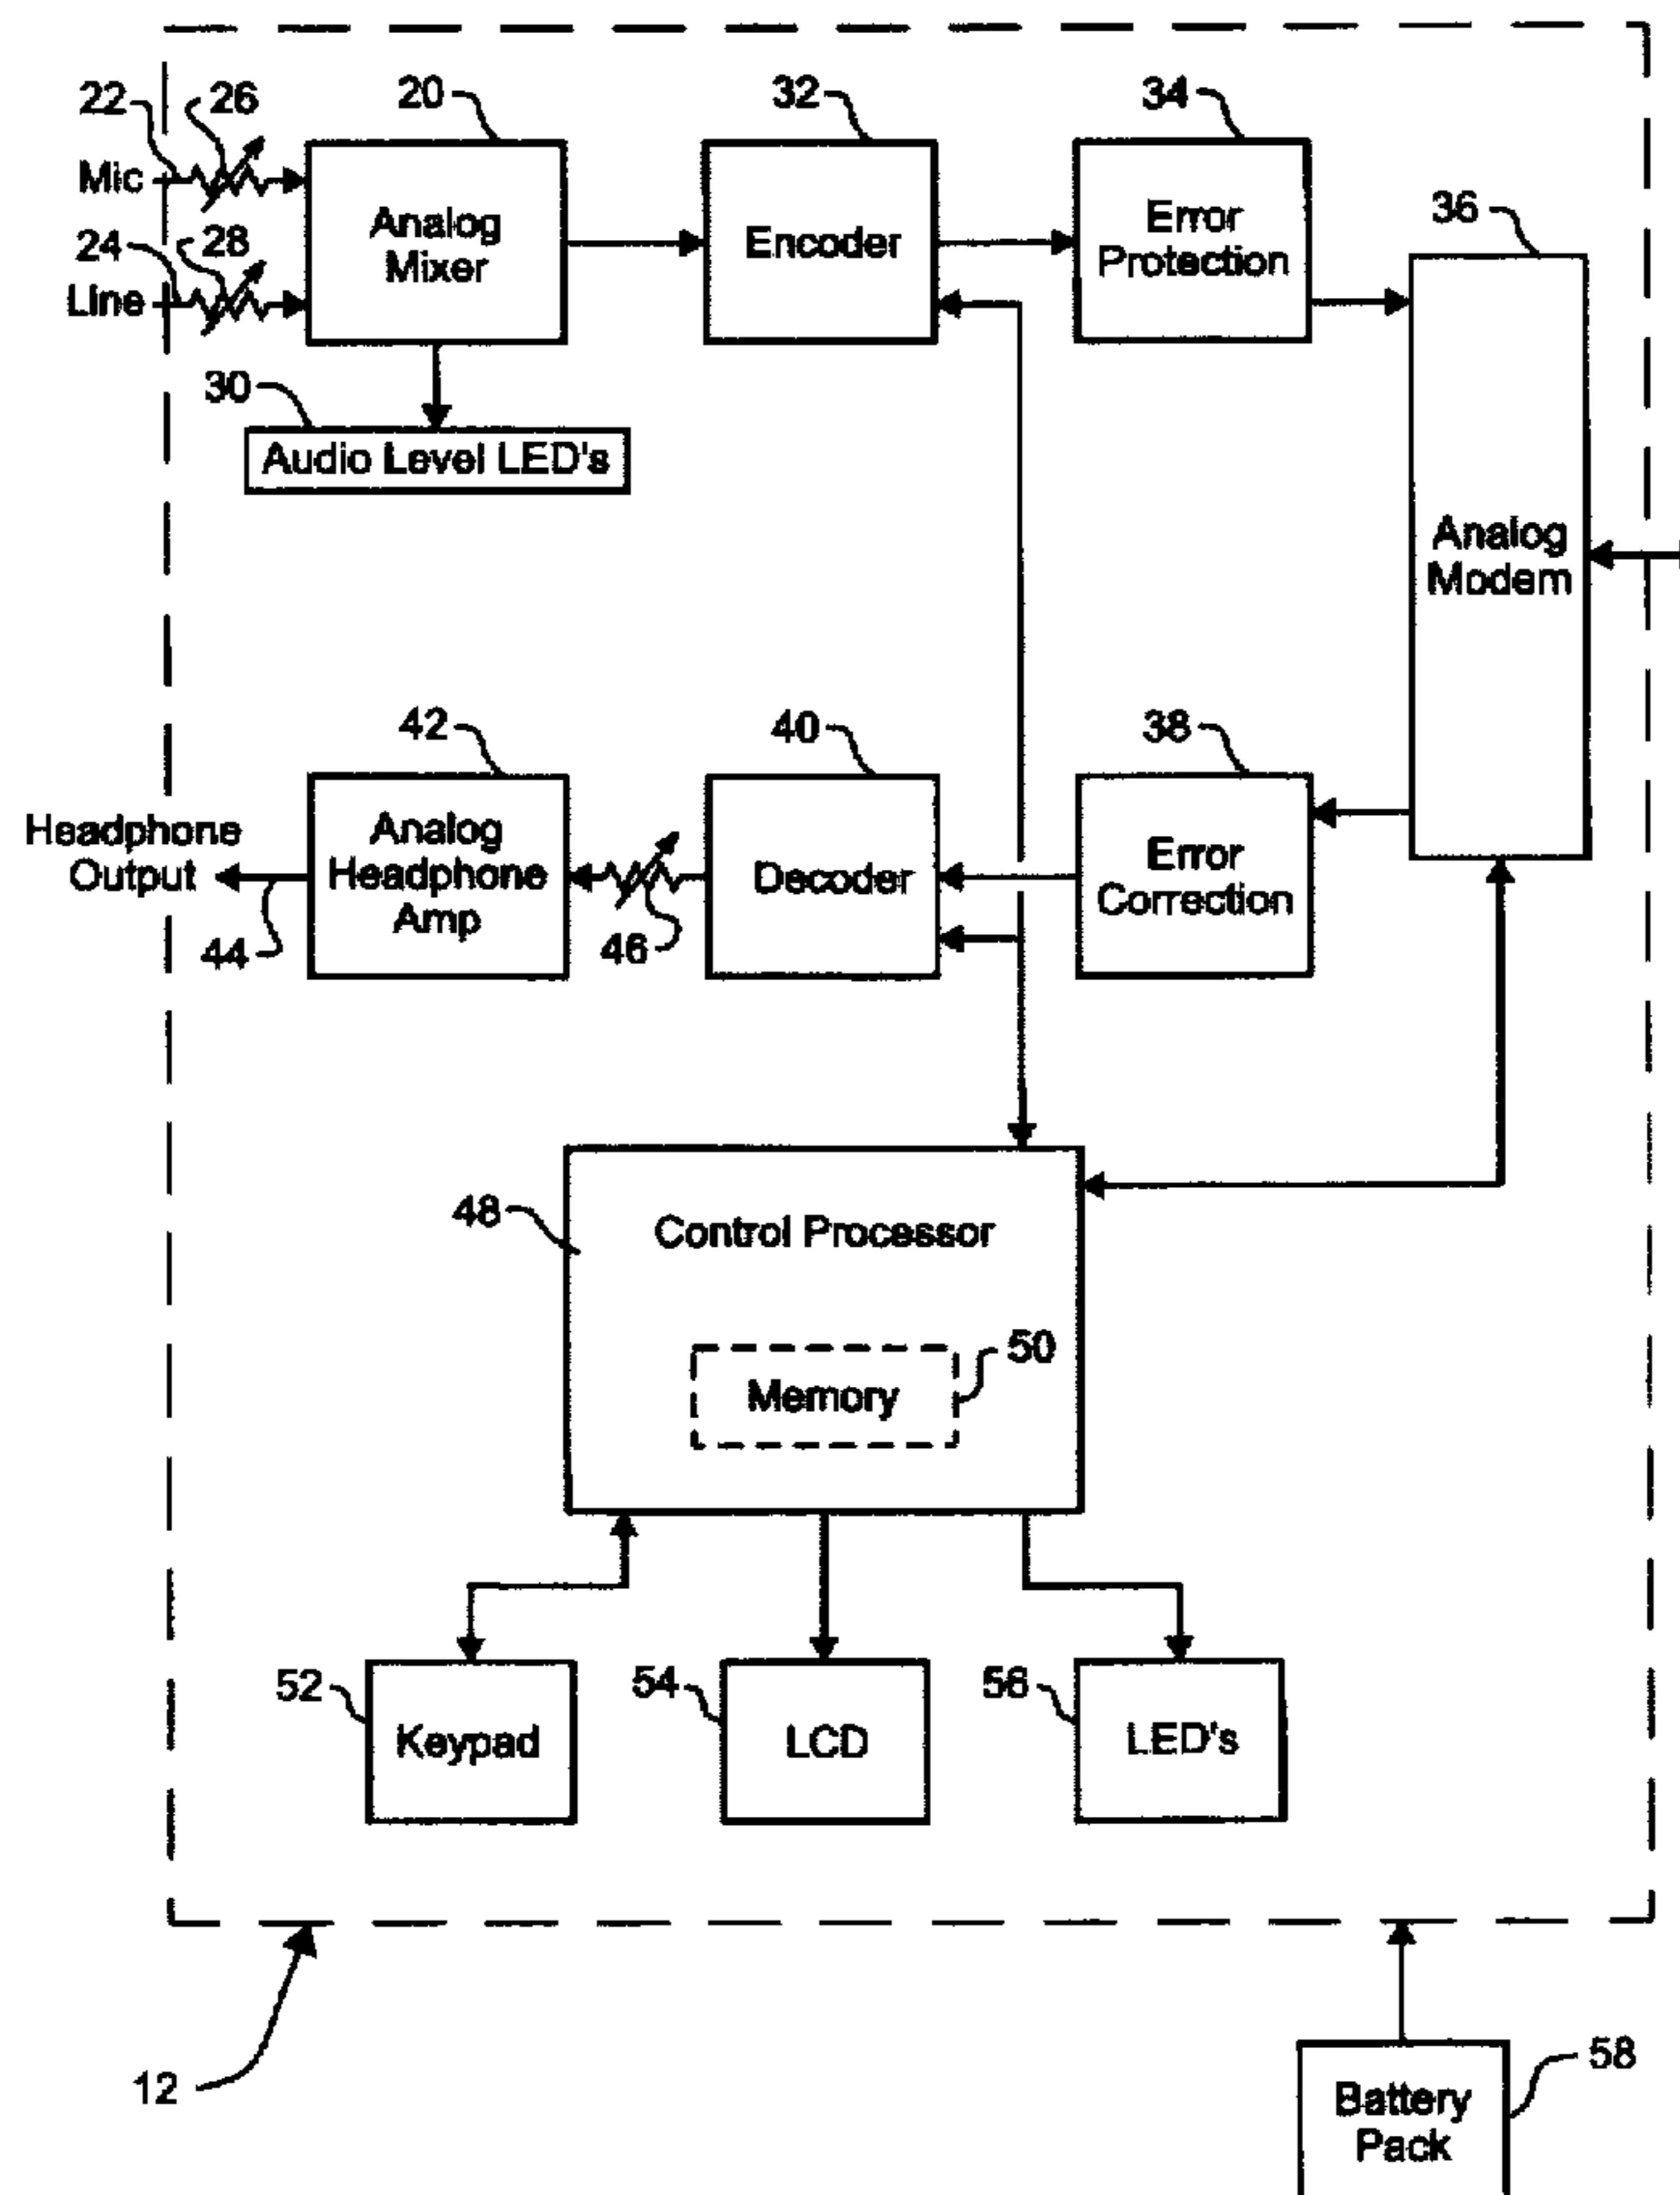 22
26
20
32
34
36
Mic
24
28
Line
Analog
Mixer
Encoder
Error
Protection
30
Audio Level LED's
Analog
Modem
42
40
38
Headphone
Output
44
Analog
Headphone
Amp
46
Decoder
Error
Correction
48
Control Processor
50
Memory
52
Keypad
54
LCD
56
LED's
12
58
Battery
Pack